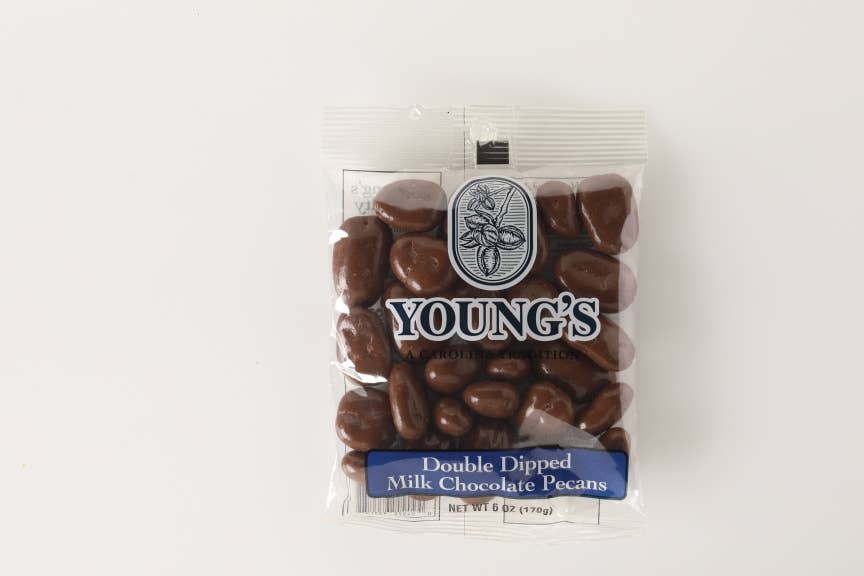 YOUNG'S
A CAROLINA TRADITION
Double Dipped
Milk Chocolate Pecans
NET WT 6 OZ (170g)